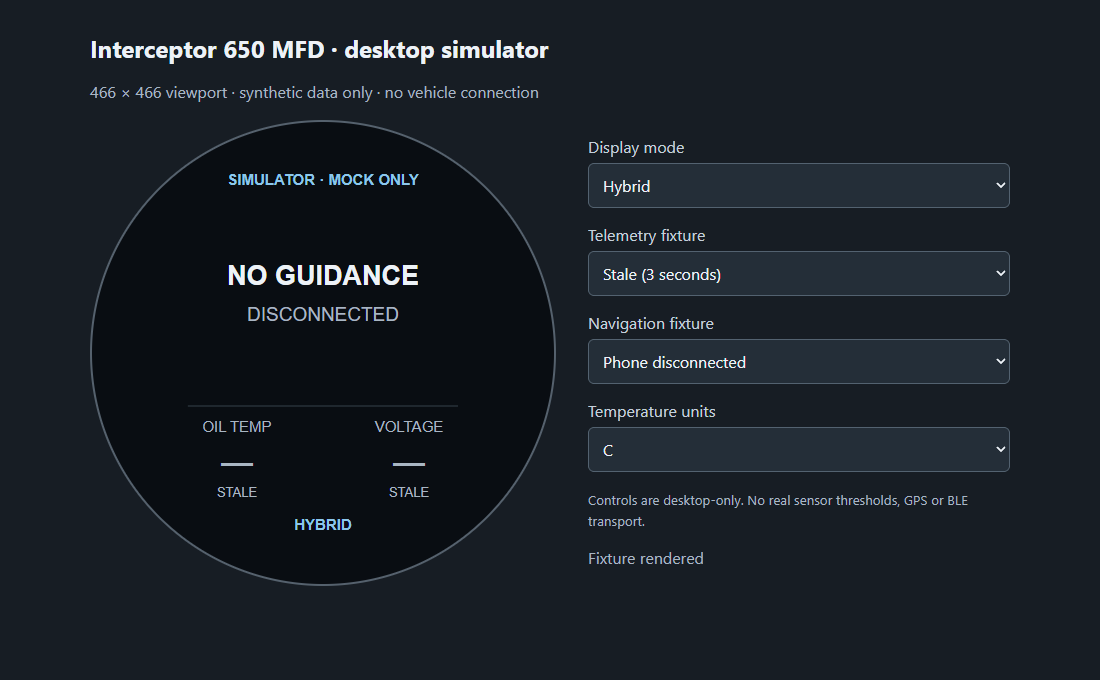 Interceptor 650 MFD · desktop simulator
466 × 466 viewport · synthetic data only · no vehicle connection
SIMULATOR · MOCK ONLY
NO GUIDANCE
DISCONNECTED
OIL TEMP VOLTAGE
— —
STALE STALE
HYBRID
Display mode
Hybrid
Telemetry fixture
Stale (3 seconds)
Navigation fixture
Phone disconnected
Temperature units
C
Controls are desktop-only. No real sensor thresholds, GPS or BLE
transport.
Fixture rendered